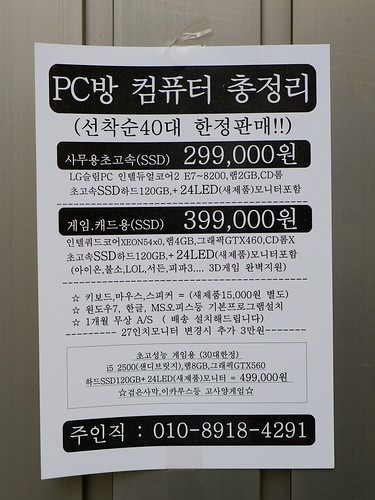 PC방 컴퓨터 총정리
(선착순40대 한정판매!!)
사무용초고속(SSD) 299,000원
LG슬림PC 인텔듀얼코어2 E7~8200,램2GB,CD롬
초고속SSD하드120GB,+24LED(새제품)모니터포함
게임.캐드용(SSD) 399,000원
인텔쿼드코어XEON54x0,램4GB,그래픽GTX460,CD롬X
초고속SSD하드120GB,+24LED(새제품)모니터포함
(아이온,블소,LOL,서든,피파3.... 3D게임 완벽지원)
☆ 키보드,마우스,스피커 = (새제품15,000원 별도)
☆ 윈도우7, 한글, MS오피스등 기본프로그램설치
☆ 1개월 무상 A/S ( 배송 설치해드립니다)
---------- 27인치모니터 변경시 추가 3만원----------
초고성능 게임용 (30대한정)
i5 2500(샌디브릿지),램8GB,그래픽GTX560
하드SSD120GB+24LED(새제품)모니터 = 499,000원
☆검은사막,이카루스등 고사양게임☆
주인직 : 010-8918-4291